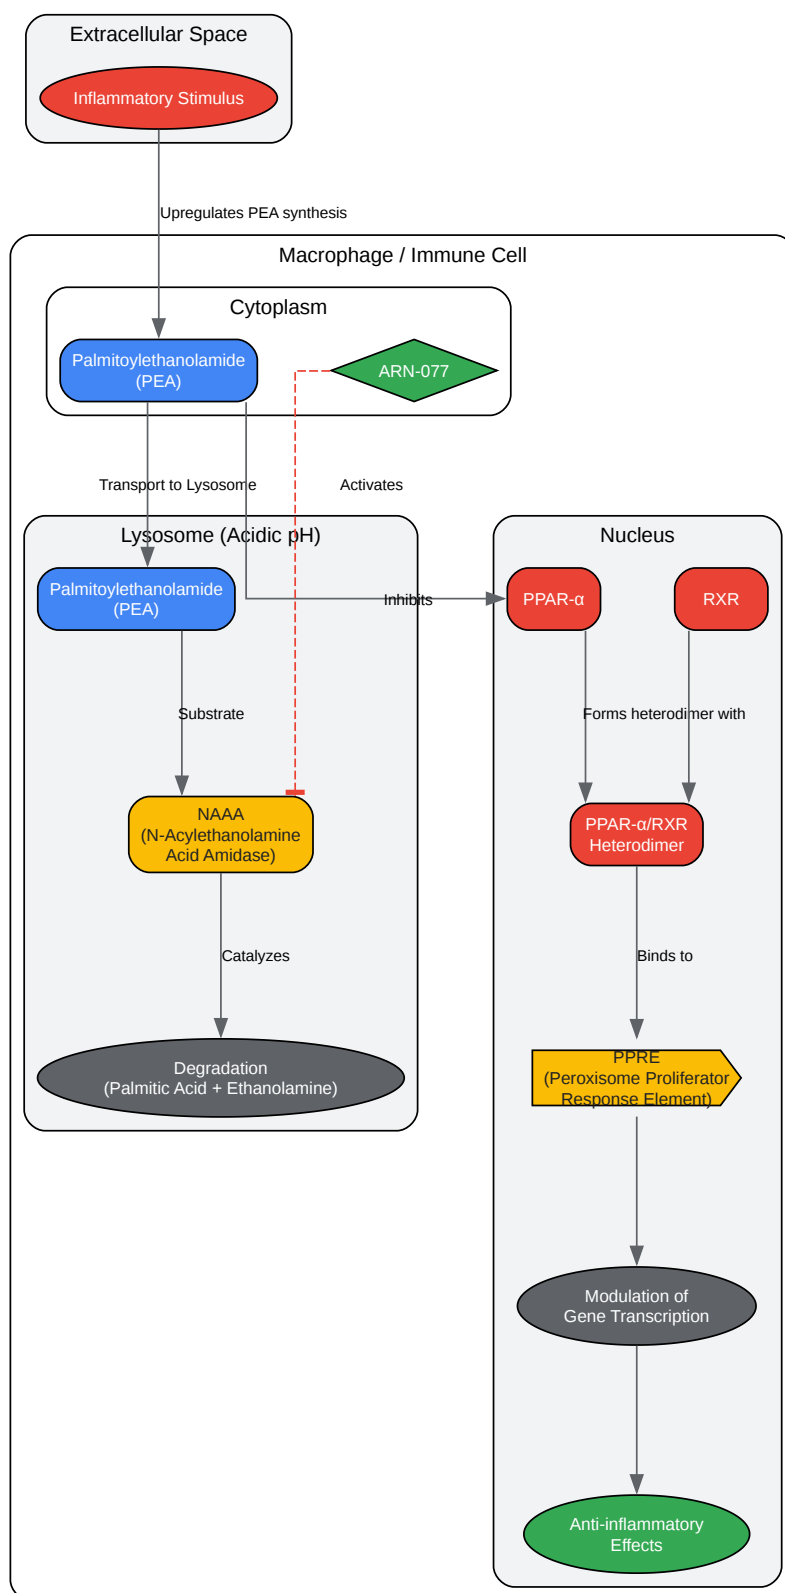 Extracellular Space
Inflammatory Stimulus
Upregulates PEA synthesis
Macrophage / Immune Cell
Cytoplasm
Palmitoylethanolamide
(PEA)
ARN-077
Transport to Lysosome
Activates
Lysosome (Acidic pH)
Nucleus
Palmitoylethanolamide
(PEA)
Inhibits
PPAR-α
RXR
Substrate
Forms heterodimer with
NAAA
(N-Acylethanolamine
Acid Amidase)
PPAR-α/RXR
Heterodimer
Catalyzes
Binds to
Degradation
(Palmitic Acid + Ethanolamine)
PPRE
(Peroxisome Proliferator
Response Element)
Modulation of
Gene Transcription
Anti-inflammatory
Effects